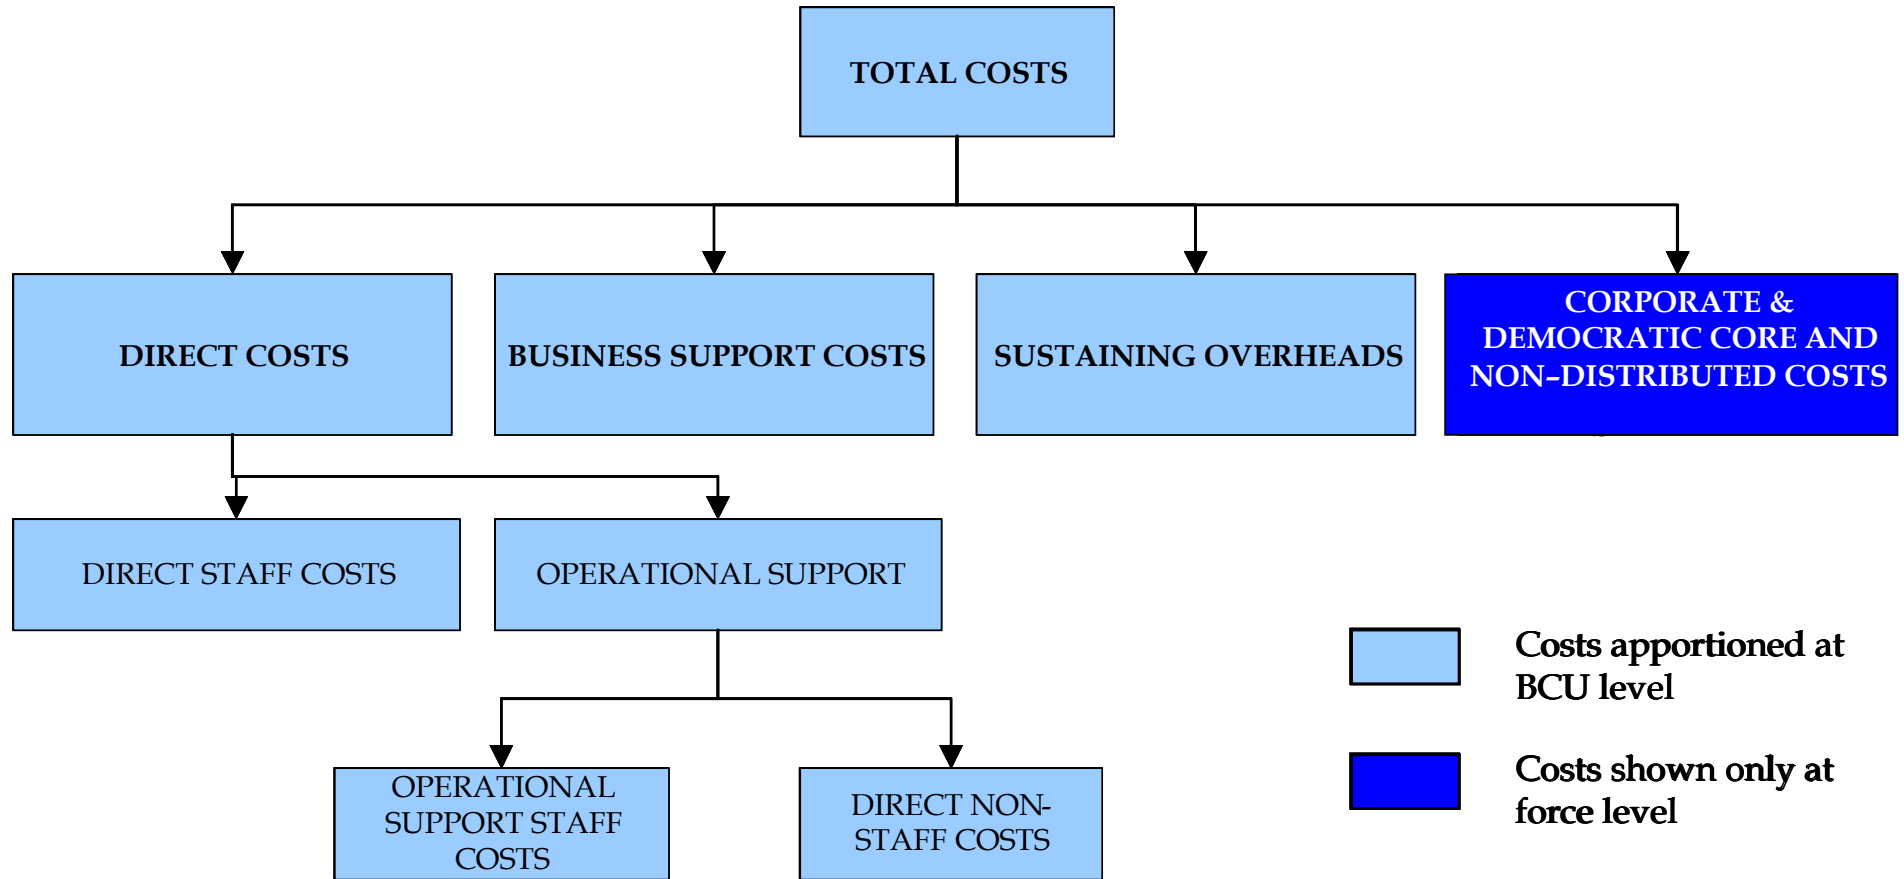 TOTAL COSTS
DIRECT COSTS
BUSINESS SUPPORT COSTS
SUSTAINING OVERHEADS
CORPORATE &
DEMOCRATIC CORE AND
NON–DISTRIBUTED COSTS
DIRECT STAFF COSTS
OPERATIONAL SUPPORT
OPERATIONAL
SUPPORT STAFF
COSTS
DIRECT NON-
STAFF COSTS
Costs apportioned at
BCU level
Costs shown only at
force level